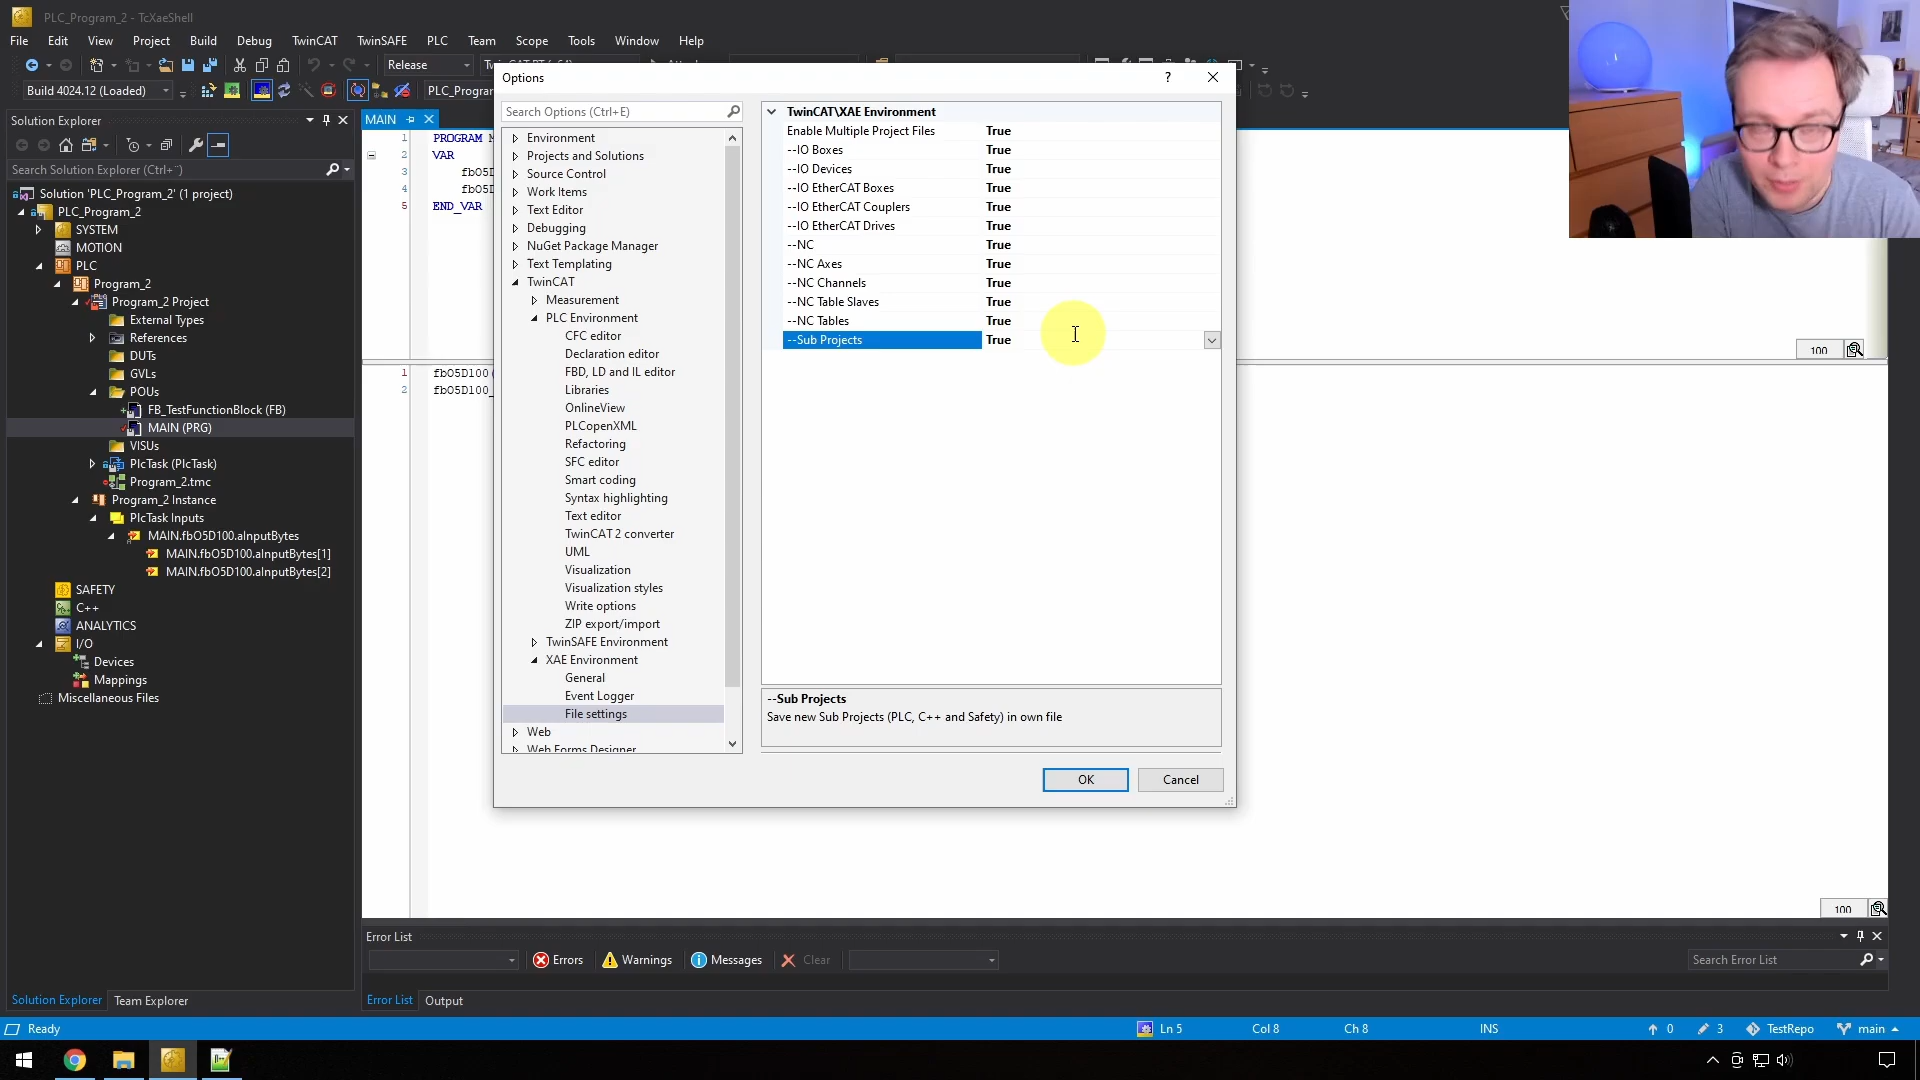 PLC_Program_2 - TcXaeShell
File Edit View Project Build Debug TwinCAT TwinSAFE PLC Team Scope Tools Window Help
Release
Build 4024.12 (Loaded)
Solution Explorer
Search Solution Explorer (Ctrl+¨)
Solution 'PLC_Program_2' (1 project)
PLC_Program_2
SYSTEM
MOTION
PLC
Program_2
Program_2 Project
External Types
References
DUTs
GVLs
POUs
FB_TestFunctionBlock (FB)
MAIN (PRG)
VISUs
PlcTask (PlcTask)
Program_2.tmc
Program_2 Instance
PlcTask Inputs
MAIN.fbO5D100.aInputBytes
MAIN.fbO5D100.aInputBytes[1]
MAIN.fbO5D100.aInputBytes[2]
SAFETY
C++
ANALYTICS
I/O
Devices
Mappings
Miscellaneous Files
Solution Explorer Team Explorer
MAIN
1 PROGRAM
2 VAR
3
4
5 END_VAR
100
1 fbO5D100(
2 fbO5D100_
100
Options
?
Search Options (Ctrl+E)
Environment
Projects and Solutions
Source Control
Work Items
Text Editor
Debugging
NuGet Package Manager
Text Templating
TwinCAT
Measurement
PLC Environment
CFC editor
Declaration editor
FBD, LD and IL editor
Libraries
OnlineView
PLCopenXML
Refactoring
SFC editor
Smart coding
Syntax highlighting
Text editor
TwinCAT 2 converter
UML
Visualization
Visualization styles
Write options
ZIP export/import
TwinSAFE Environment
XAE Environment
General
Event Logger
File settings
Web
Web Forms Designer
TwinCAT\XAE Environment
Enable Multiple Project Files True
--IO Boxes True
--IO Devices True
--IO EtherCAT Boxes True
--IO EtherCAT Couplers True
--IO EtherCAT Drives True
--NC True
--NC Axes True
--NC Channels True
--NC Table Slaves True
--NC Tables True
--Sub Projects True
--Sub Projects
Save new Sub Projects (PLC, C++ and Safety) in own file
OK Cancel
Error List
Errors Warnings Messages Clear
Search Error List
Error List Output
Ready
Ln 5 Col 8 Ch 8 INS 0 3 TestRepo main